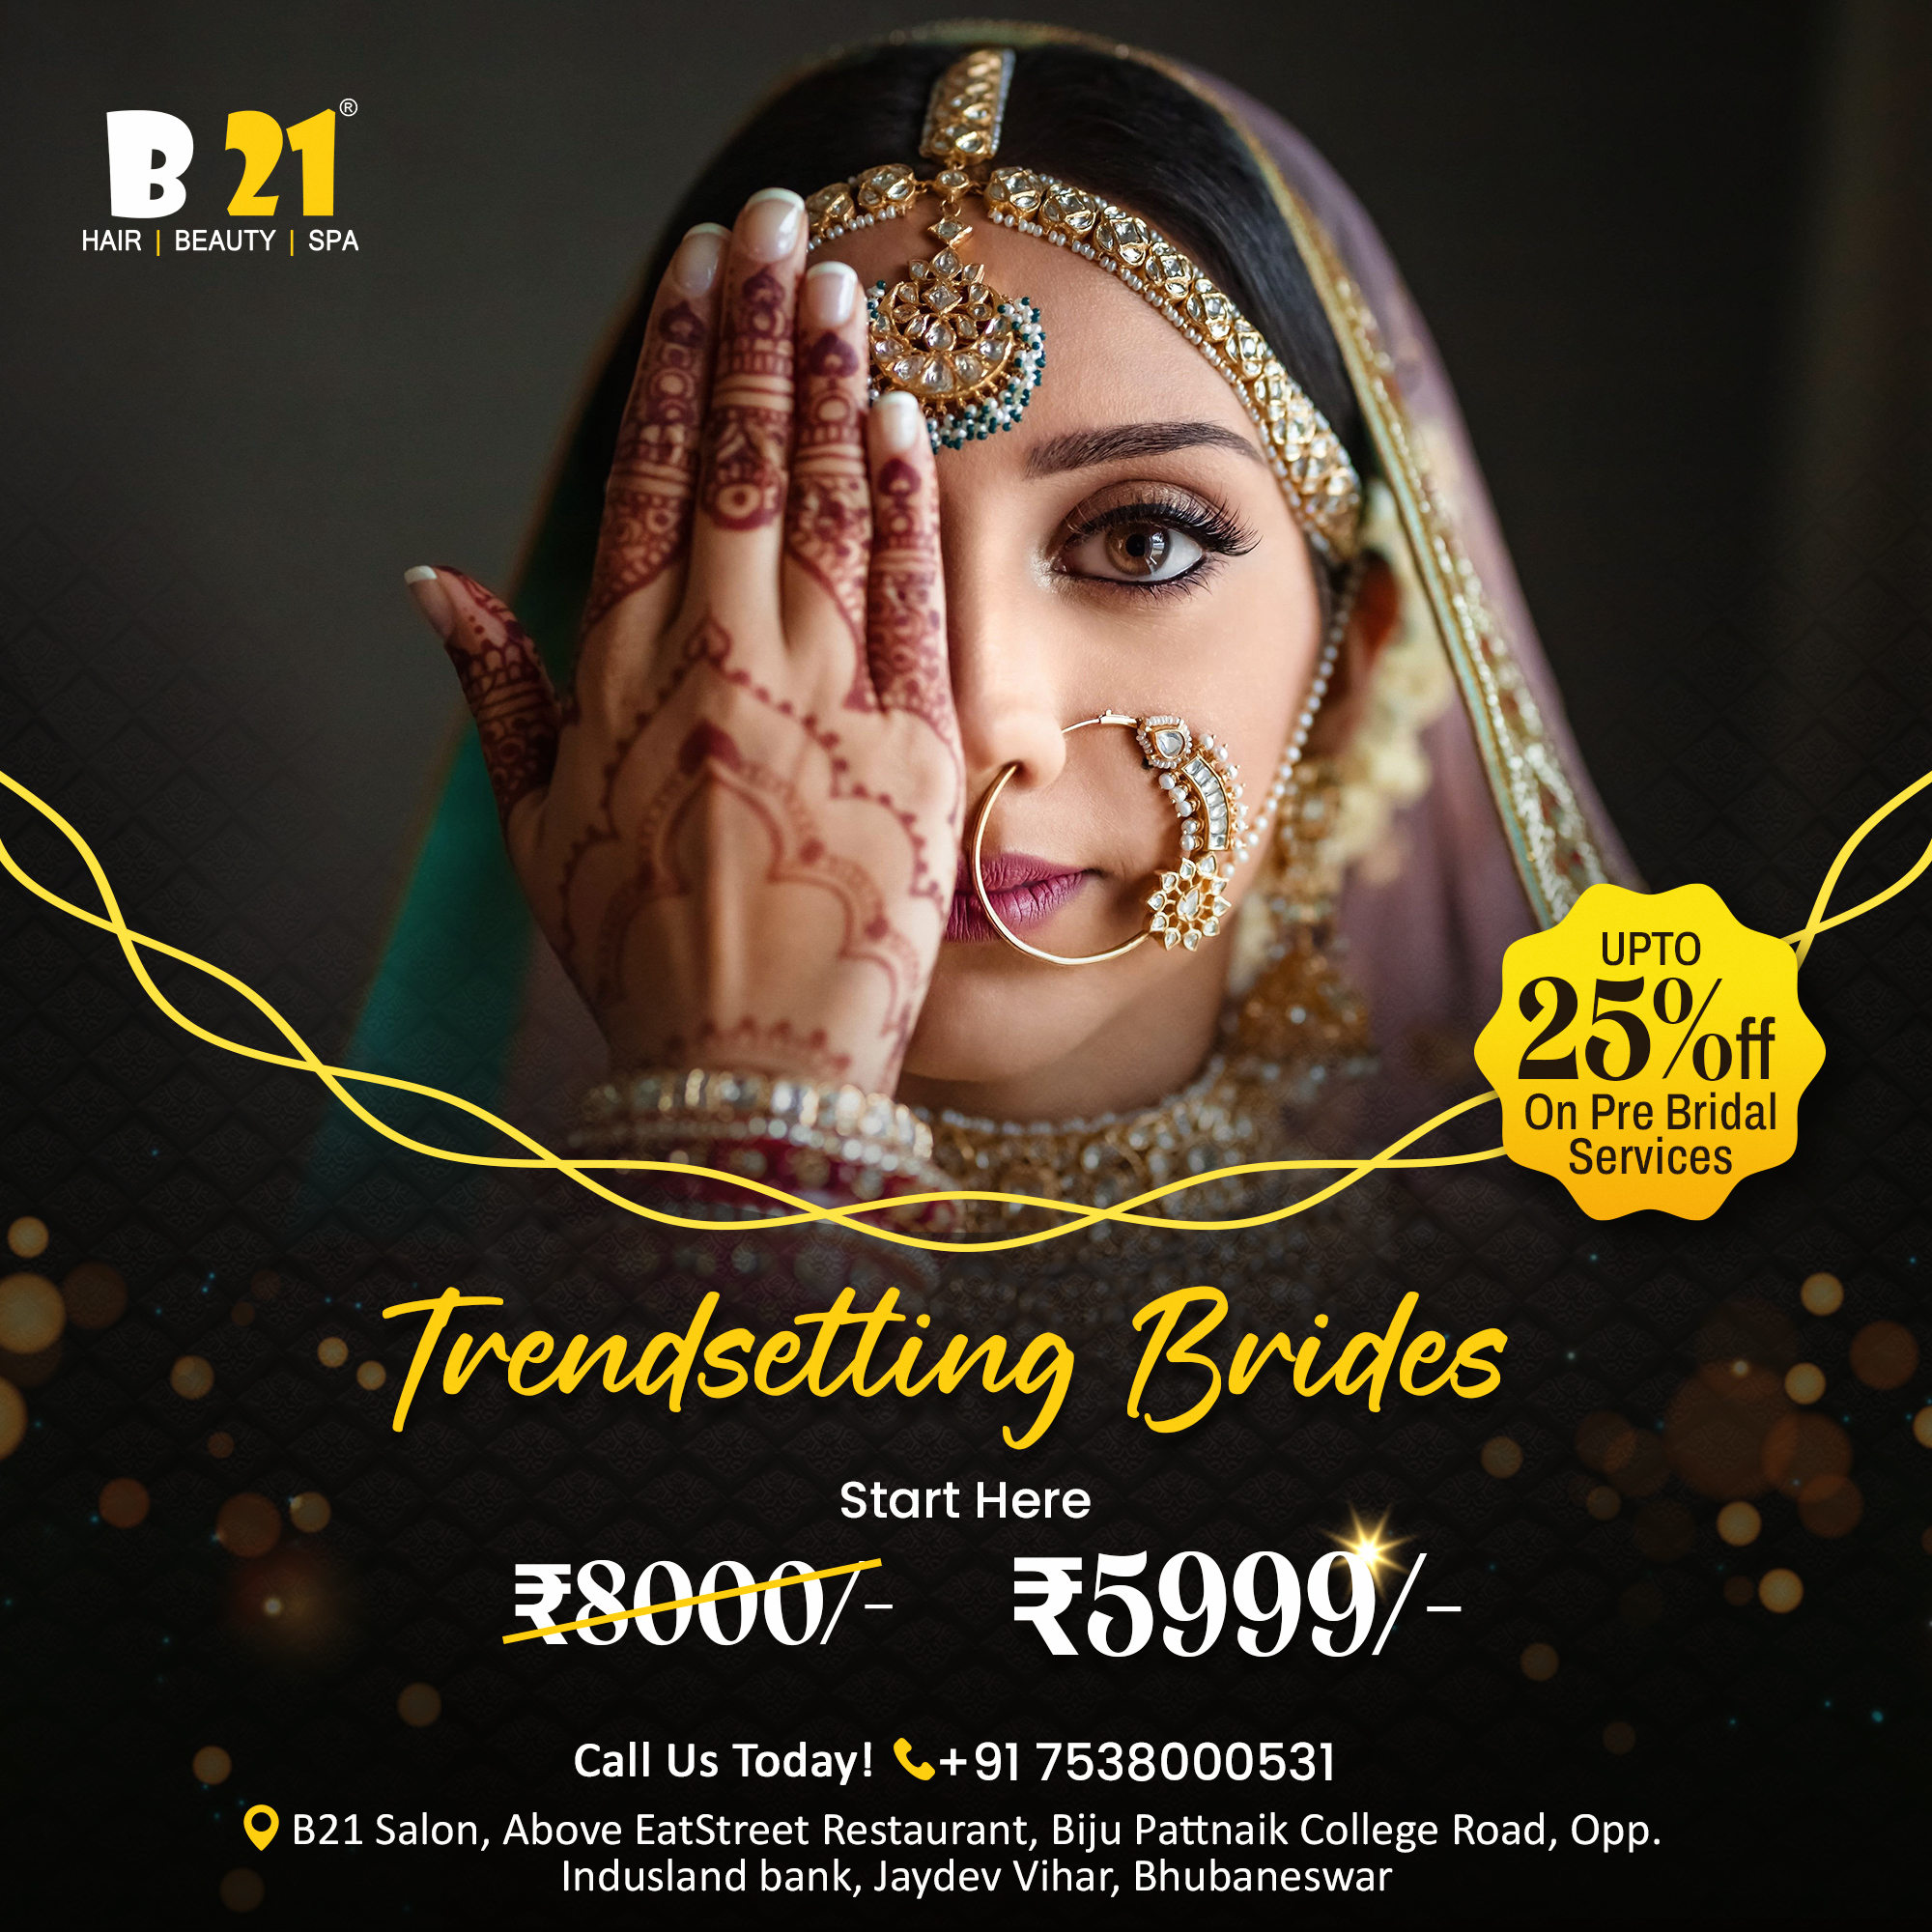 B 21®
HAIR | BEAUTY | SPA
UPTO
25%off
On Pre Bridal
Services
Trendsetting Brides
Start Here
₹8000/- ₹5999/-
Call Us Today! +91 7538000531
B21 Salon, Above EatStreet Restaurant, Biju Pattnaik College Road, Opp.
Indusland bank, Jaydev Vihar, Bhubaneswar